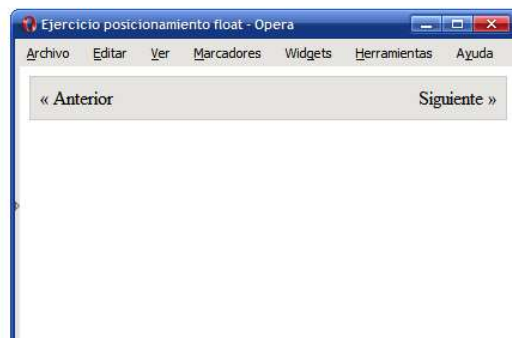 Ejercicio posicionamiento float - Opera
Archivo Editar Ver Marcadores Widgets Herramientas Ayuda
« Anterior Siguiente »